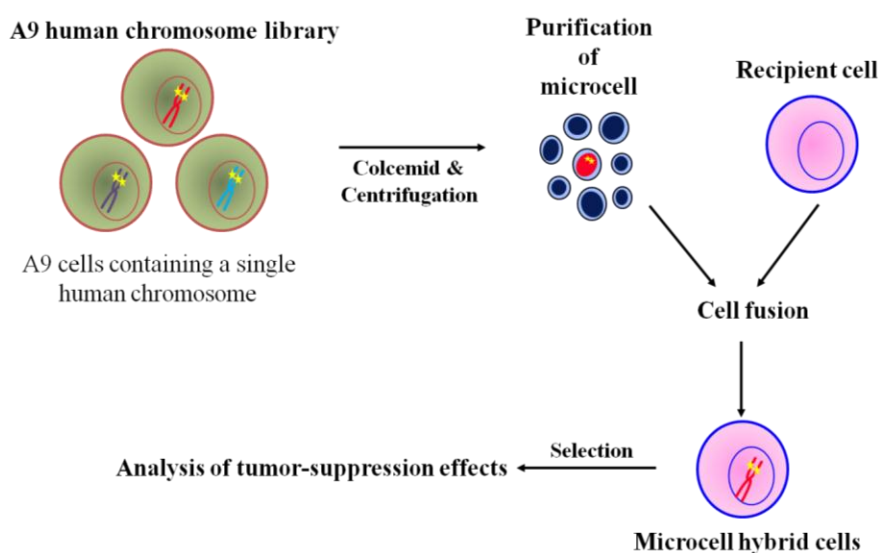 A9 human chromosome library
A9 cells containing a single
human chromosome
Colcemid &
Centrifugation
Purification
of
microcell
Recipient cell
Cell fusion
Microcell hybrid cells
Selection
Analysis of tumor-suppression effects